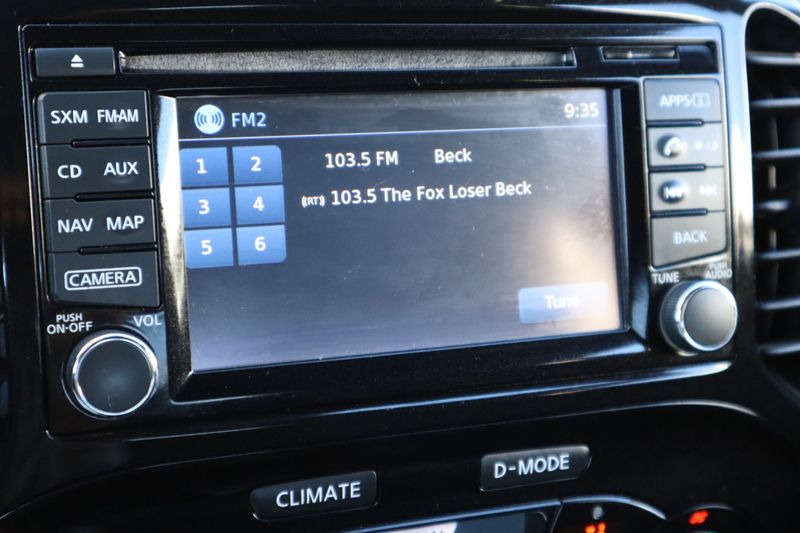 SXM FM-AM
CD AUX
NAV MAP
CAMERA
PUSH
ON·OFF
VOL
FM2
9:35
1 2
3 4
5 6
103.5 FM Beck
(RT) 103.5 The Fox Loser Beck
Tune
APPS·i
BACK
TUNE
PUSH
AUDIO
CLIMATE
D-MODE